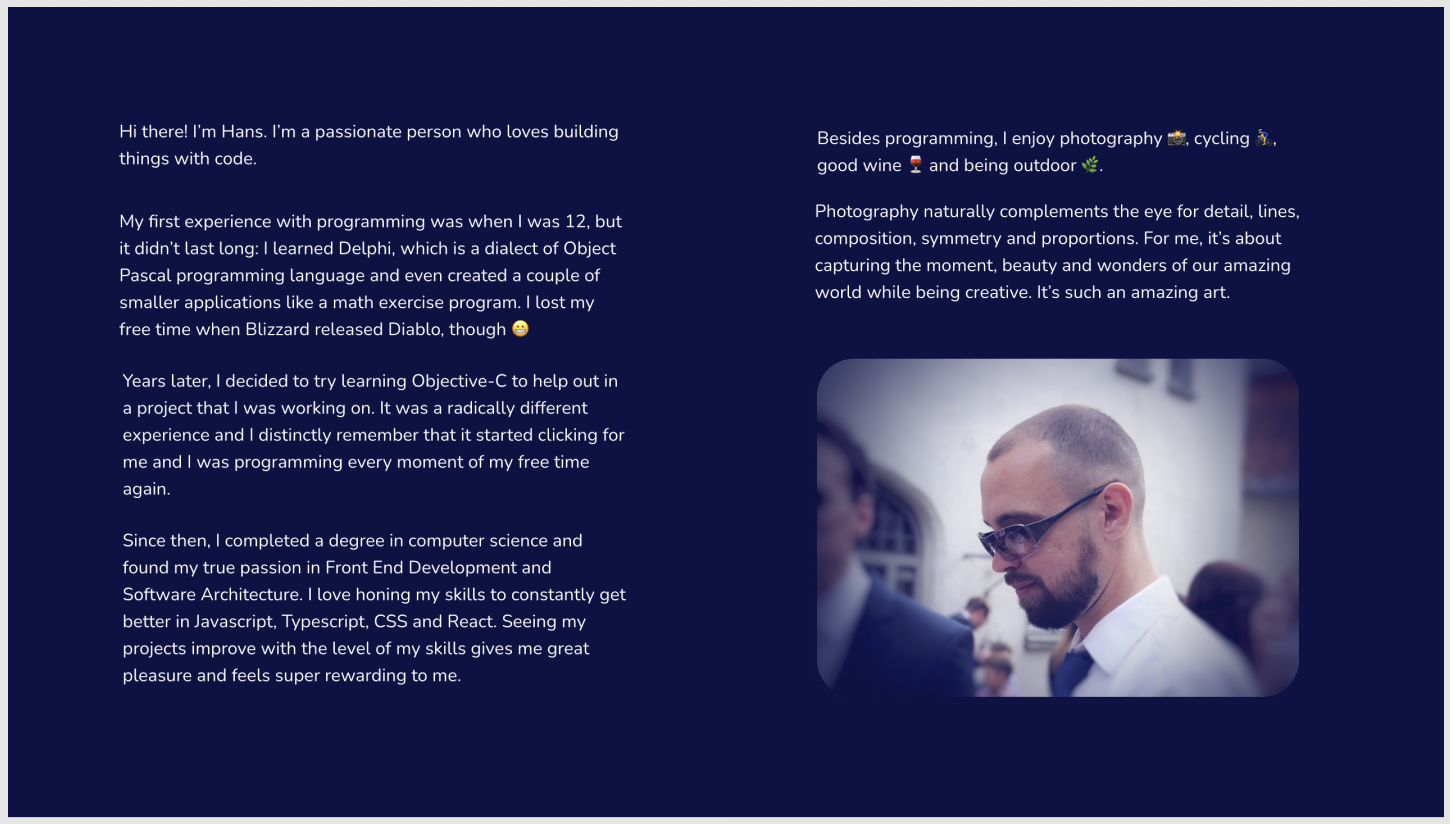 Hi there! I’m Hans. I’m a passionate person who loves building
things with code.
My first experience with programming was when I was 12, but
it didn’t last long: I learned Delphi, which is a dialect of Object
Pascal programming language and even created a couple of
smaller applications like a math exercise program. I lost my
free time when Blizzard released Diablo, though 😬
Years later, I decided to try learning Objective-C to help out in
a project that I was working on. It was a radically different
experience and I distinctly remember that it started clicking for
me and I was programming every moment of my free time
again.
Since then, I completed a degree in computer science and
found my true passion in Front End Development and
Software Architecture. I love honing my skills to constantly get
better in Javascript, Typescript, CSS and React. Seeing my
projects improve with the level of my skills gives me great
pleasure and feels super rewarding to me.
Besides programming, I enjoy photography 📸, cycling 🚴,
good wine 🍷 and being outdoor 🌿.
Photography naturally complements the eye for detail, lines,
composition, symmetry and proportions. For me, it’s about
capturing the moment, beauty and wonders of our amazing
world while being creative. It’s such an amazing art.